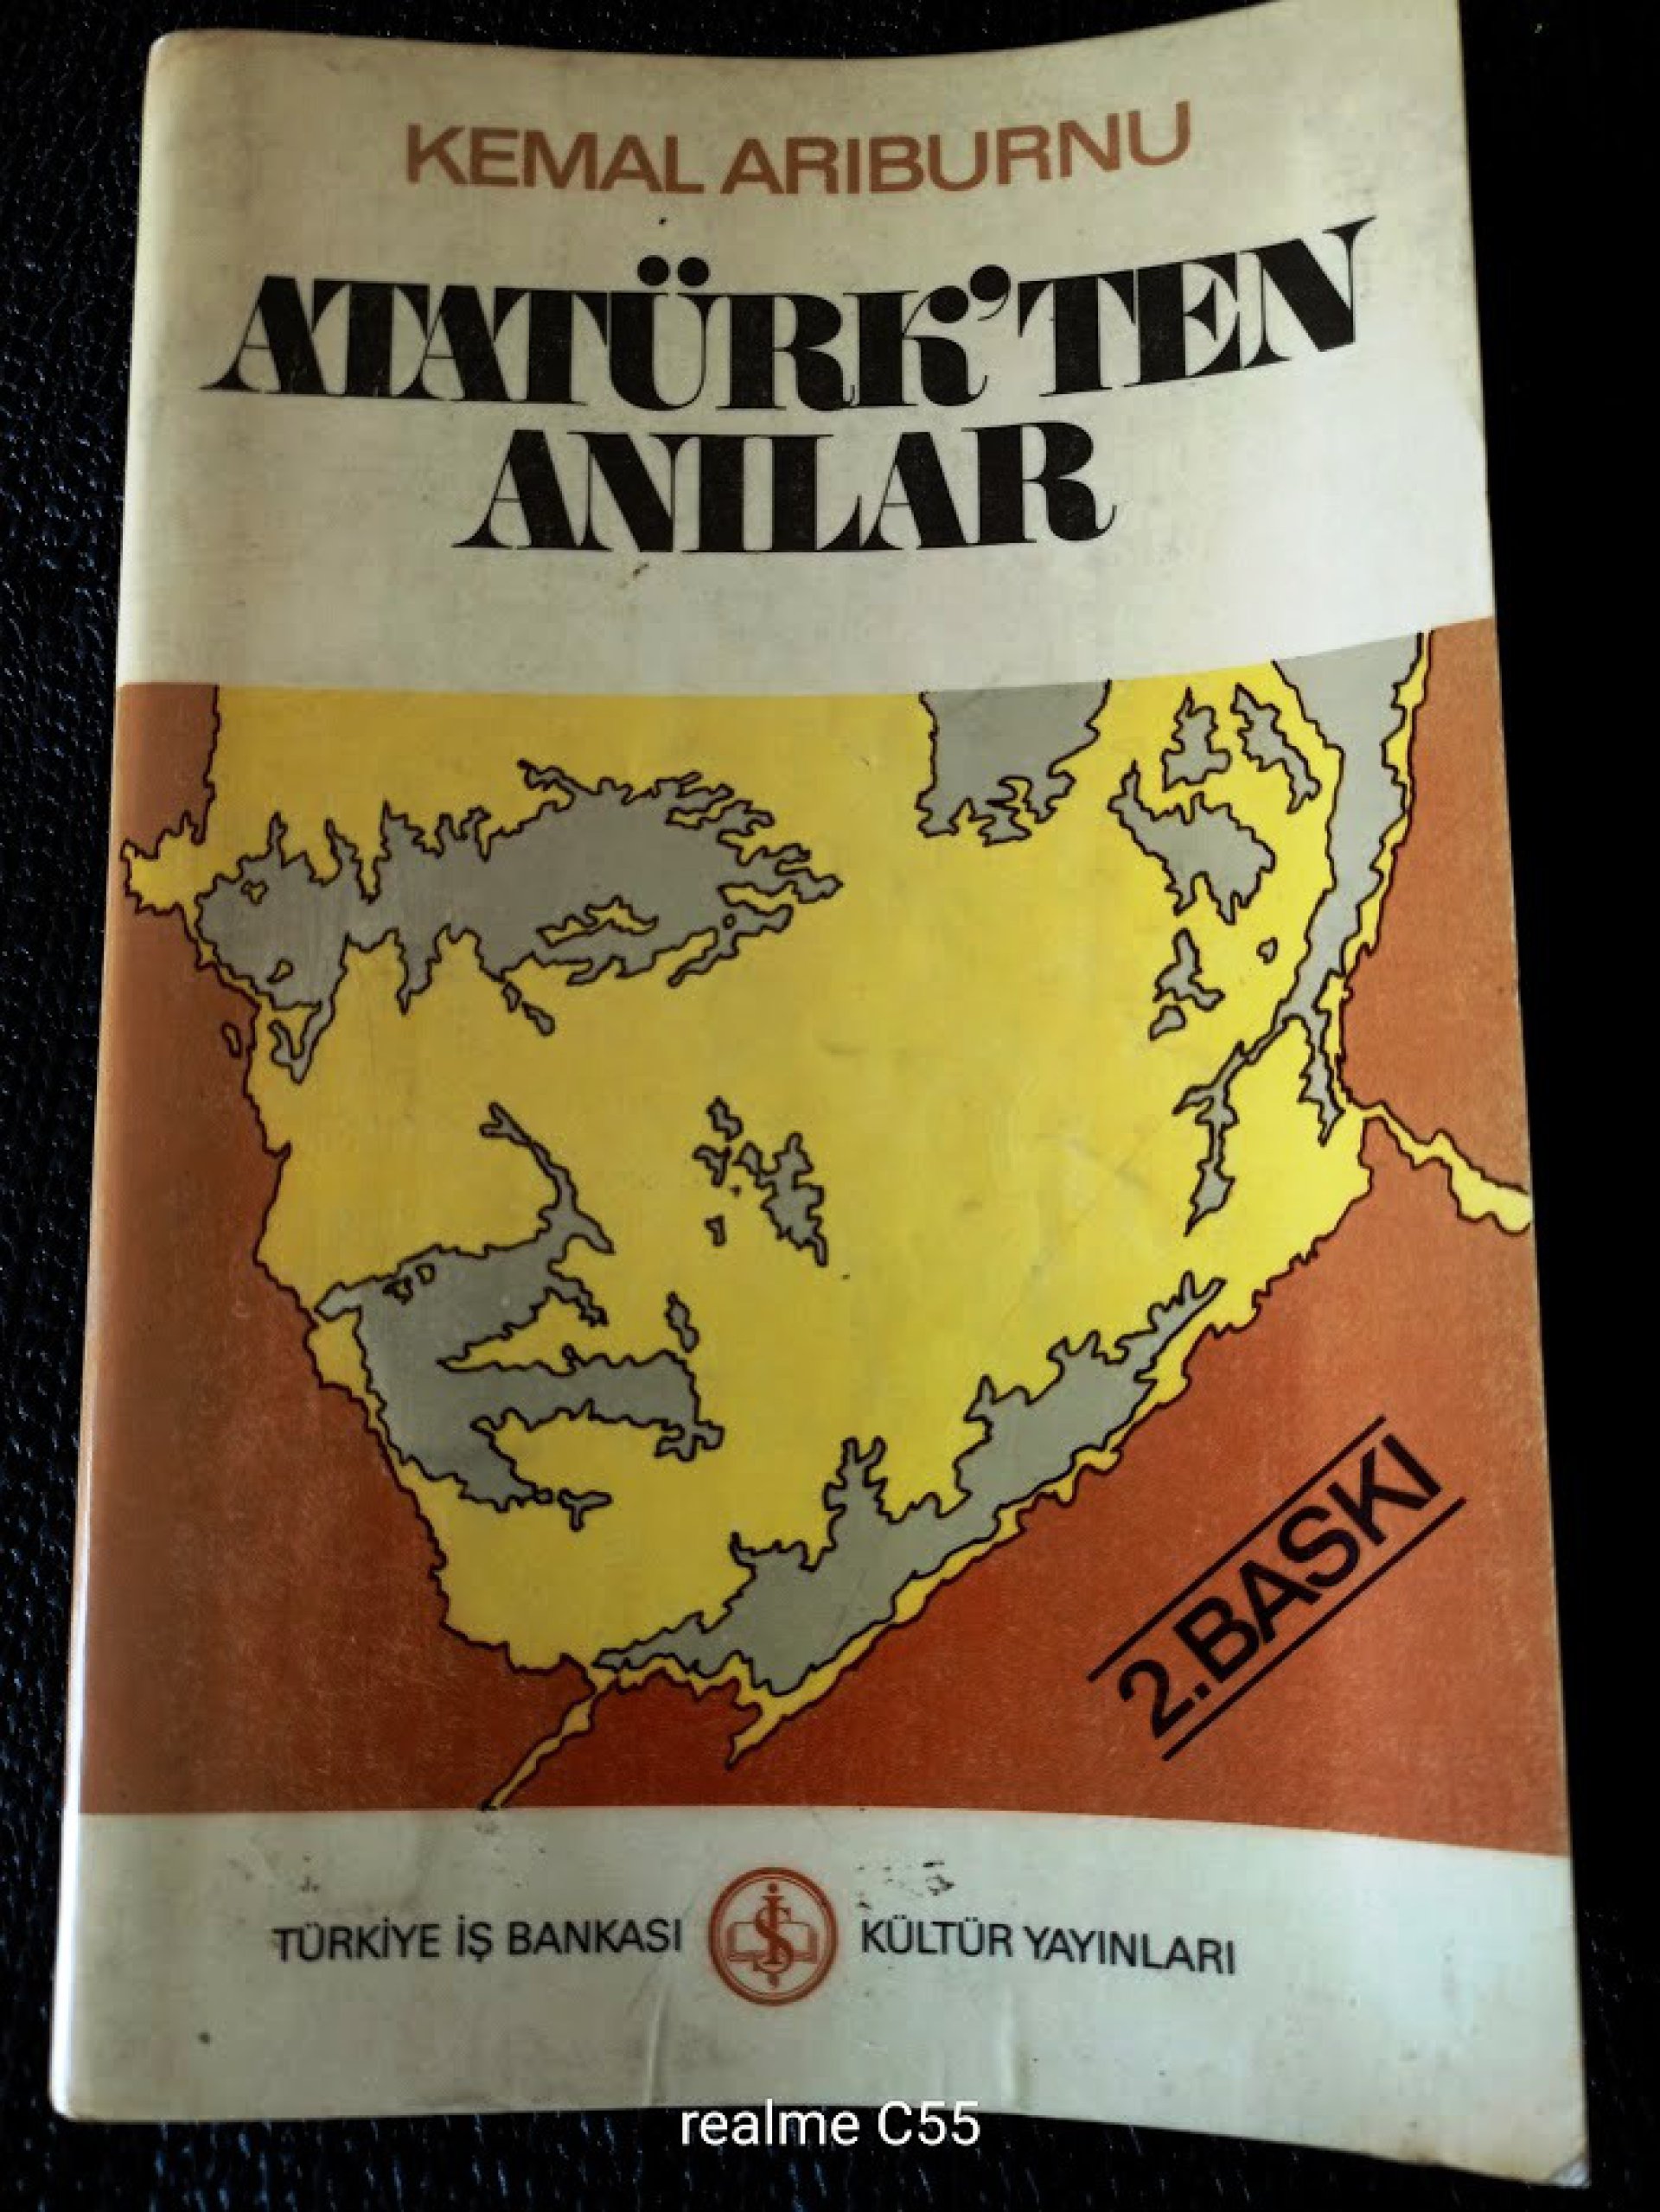 KEMAL ARIBURNU
ATATÜRK'TEN
ANILAR
2. BASKI
TÜRKİYE İŞ BANKASI KÜLTÜR YAYINLARI
realme C55